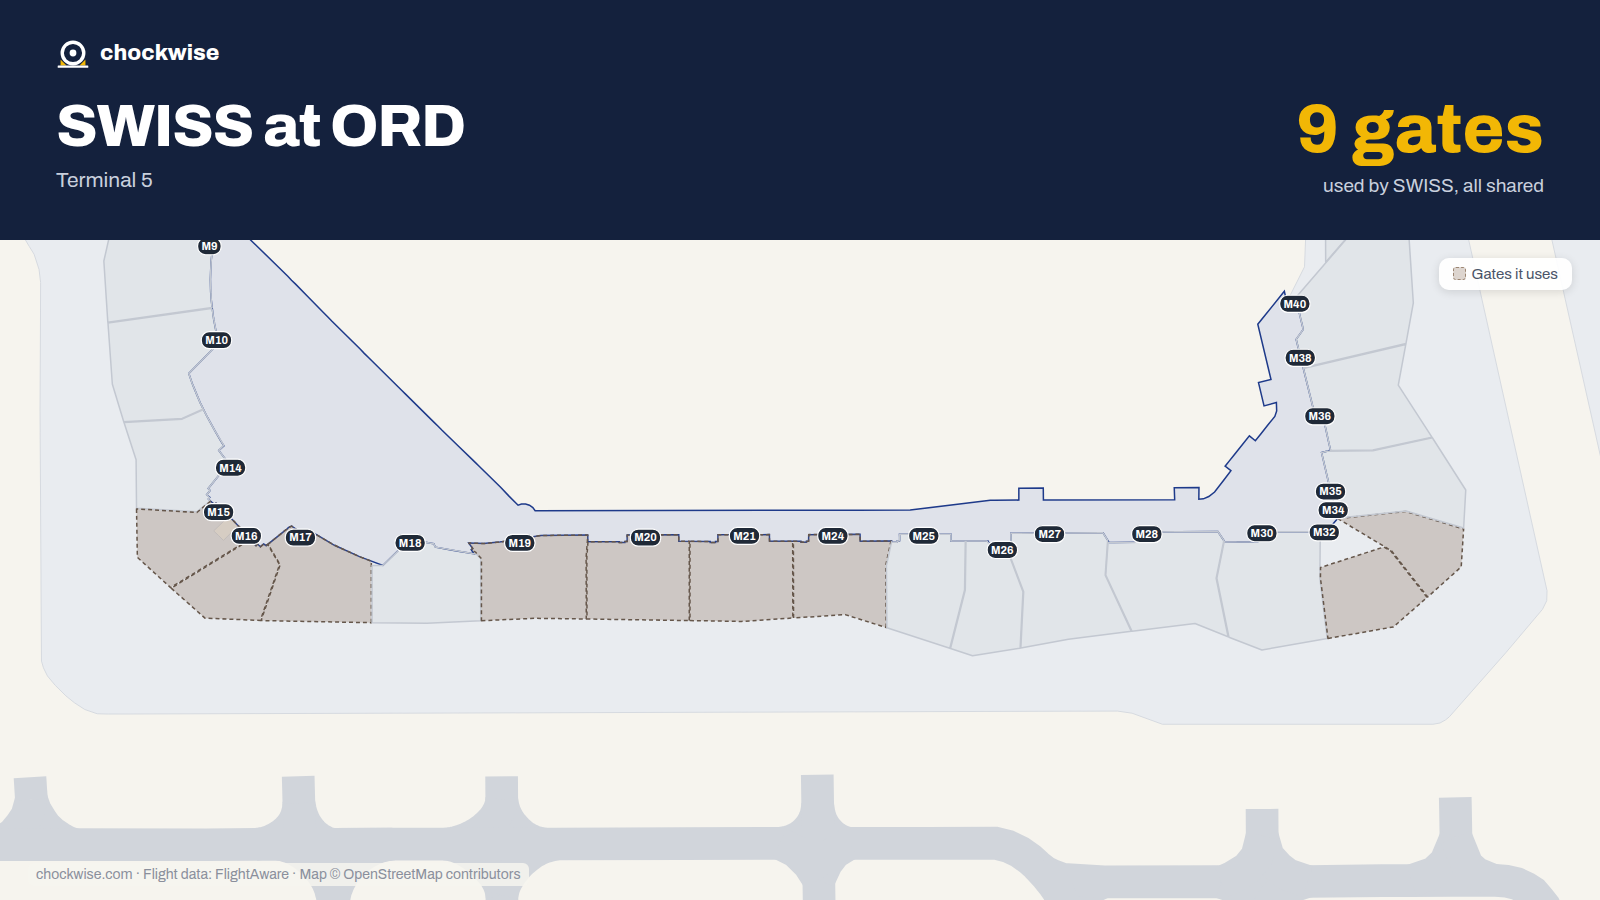 chockwise
SWISS at ORD
Terminal 5
9 gates
used by SWISS, all shared
Gates it uses
M9
M10
M14
M15
M16
M17
M18
M19
M20
M21
M24
M25
M26
M27
M28
M30
M32
M34
M35
M36
M38
M40
chockwise.com · Flight data: FlightAware · Map © OpenStreetMap contributors